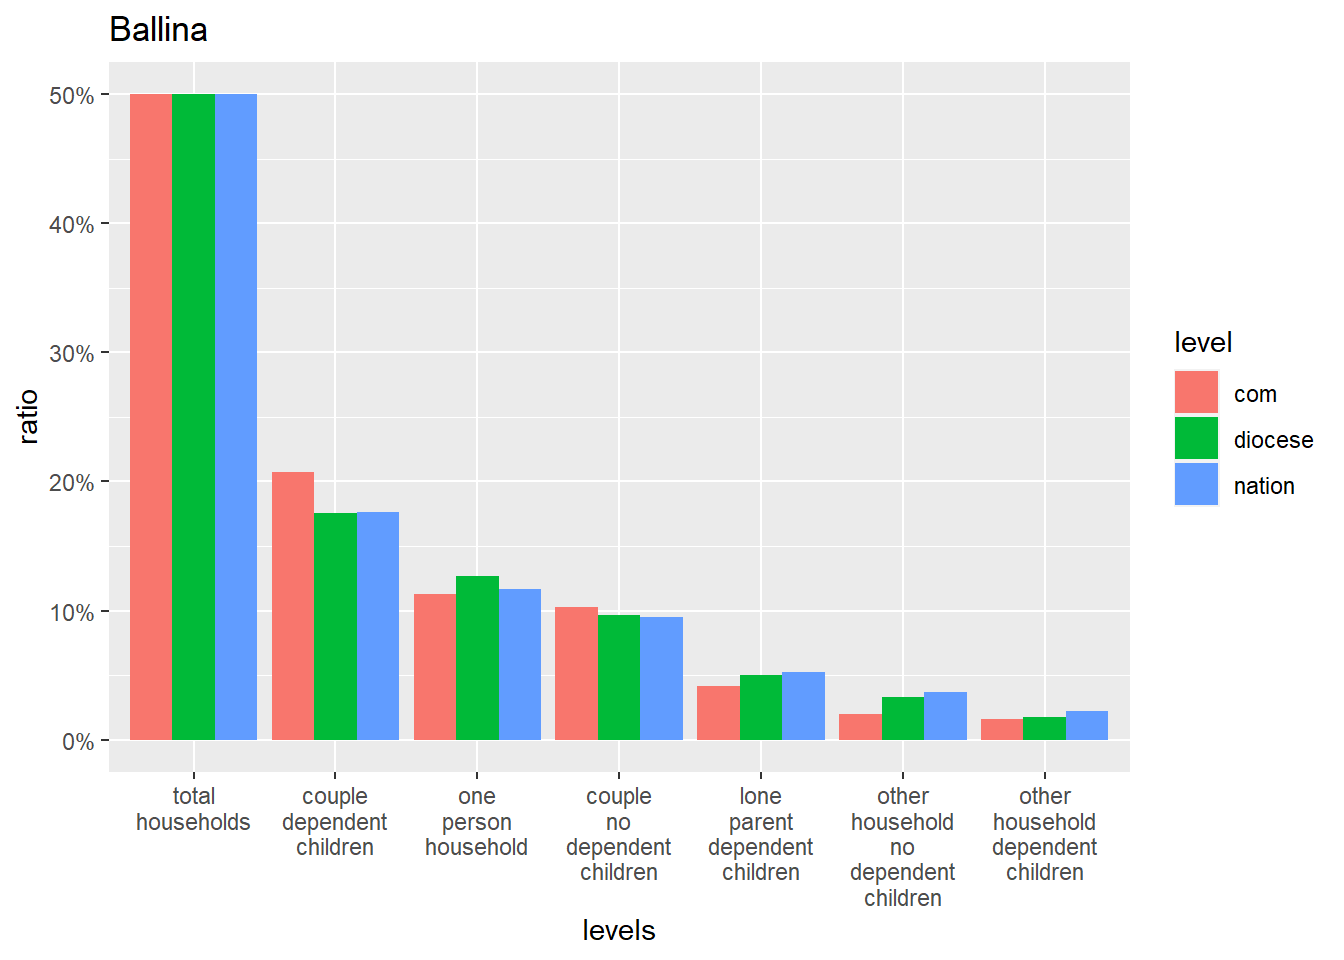 Ballina
50%
40%
30%
20%
10%
0%
ratio
total
households
couple
dependent
children
one
person
household
couple
no
dependent
children
lone
parent
dependent
children
other
household
no
dependent
children
other
household
dependent
children
levels
level
com
diocese
nation